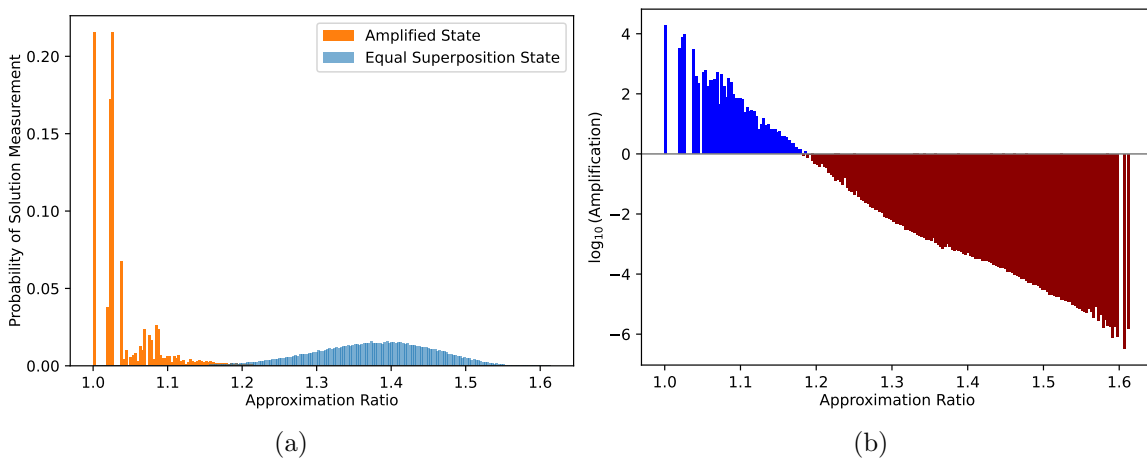 Probability of Solution Measurement
0.20
0.15
0.10
0.05
0.00
Amplified State
Equal Superposition State
1.0 1.1 1.2 1.3 1.4 1.5 1.6
Approximation Ratio
(a)
log₁₀(Amplification)
4
2
0
−2
−4
−6
1.0 1.1 1.2 1.3 1.4 1.5 1.6
Approximation Ratio
(b)